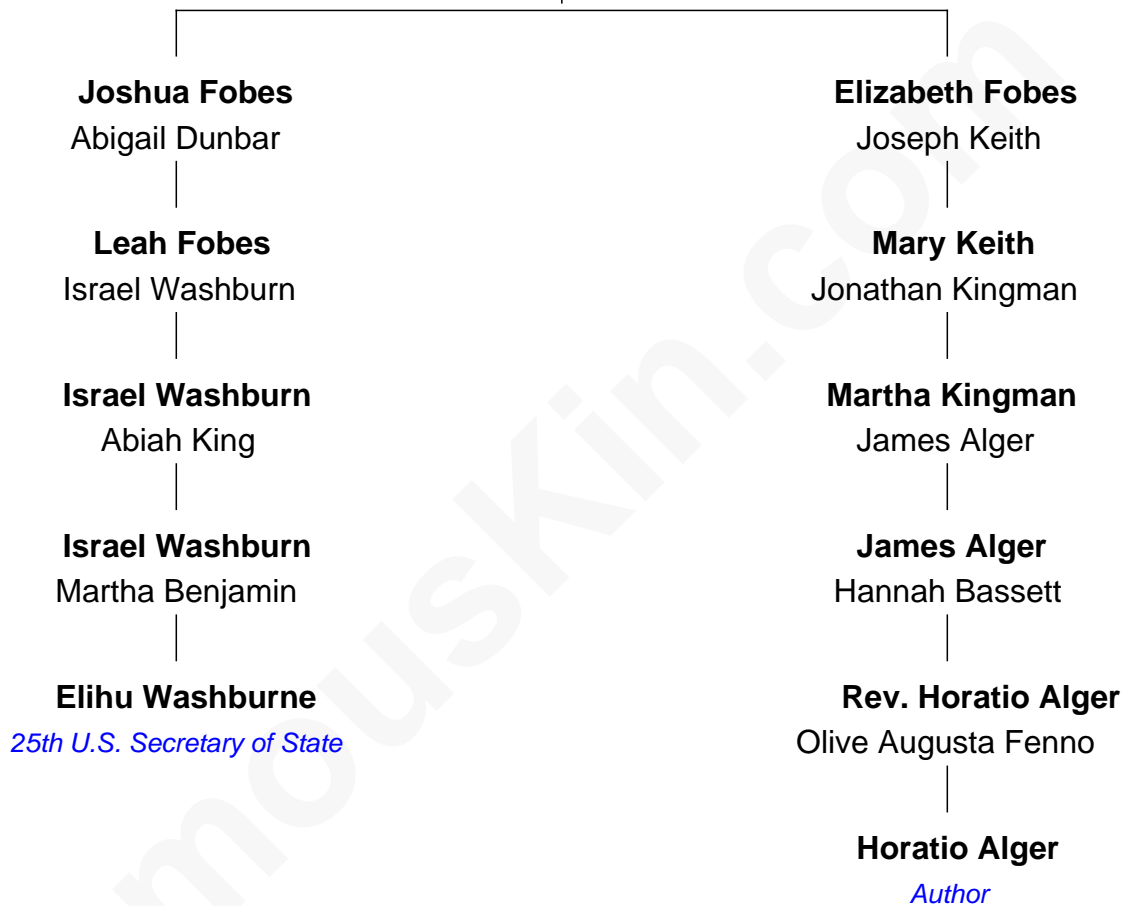 Joshua Fobes
Abigail Dunbar
Leah Fobes
Israel Washburn
Israel Washburn
Abiah King
Israel Washburn
Martha Benjamin
Elihu Washburne
25th U.S. Secretary of State
Elizabeth Fobes
Joseph Keith
Mary Keith
Jonathan Kingman
Martha Kingman
James Alger
James Alger
Hannah Bassett
Rev. Horatio Alger
Olive Augusta Fenno
Horatio Alger
Author
mousKin.com